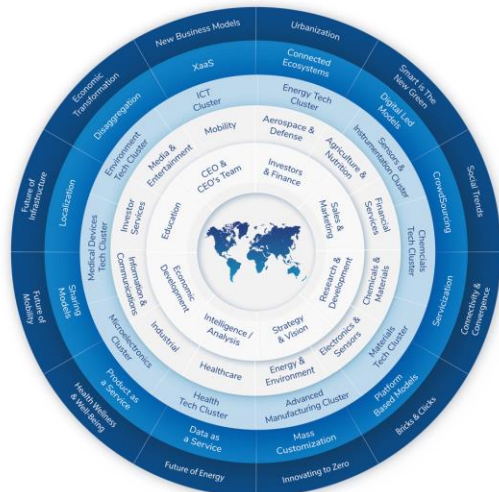 Urbanization
Smart is The
New Green
Social Trends
Connectivity &
Convergence
Bricks & Clicks
Innovating to Zero
Future of Energy
Health Wellness
& Well-Being
Future of
Mobility
Future of
Infrastructure
Economic
Transformation
New Business Models
Connected
Ecosystems
Digital Led
Models
CrowdSourcing
Servicization
Platform
Based Models
Mass
Customization
Data as
a Service
Product as
a Service
Sharing
Models
Localization
Disaggregation
XaaS
Energy Tech
Cluster
Sensors &
Instrumentation Cluster
Chemcials
Tech Cluster
Materials
Tech Cluster
Advanced
Manufacturing Cluster
Health
Tech Cluster
Microelectronics
Cluster
Medical Devices
Tech Cluster
Environment
Tech Cluster
ICT
Cluster
Aerospace &
Defense
Agriculture &
Nutrition
Financial
Services
Chemicals &
Materials
Electronics &
Sensors
Energy &
Environment
Healthcare
Industrial
Information &
Communications
Investor
Services
Media &
Entertainment
Mobility
Investors
& Finance
Sales &
Marketing
Research &
Development
Strategy
& Vision
Intelligence /
Analysis
Economic
Development
Education
CEO &
CEO's Team